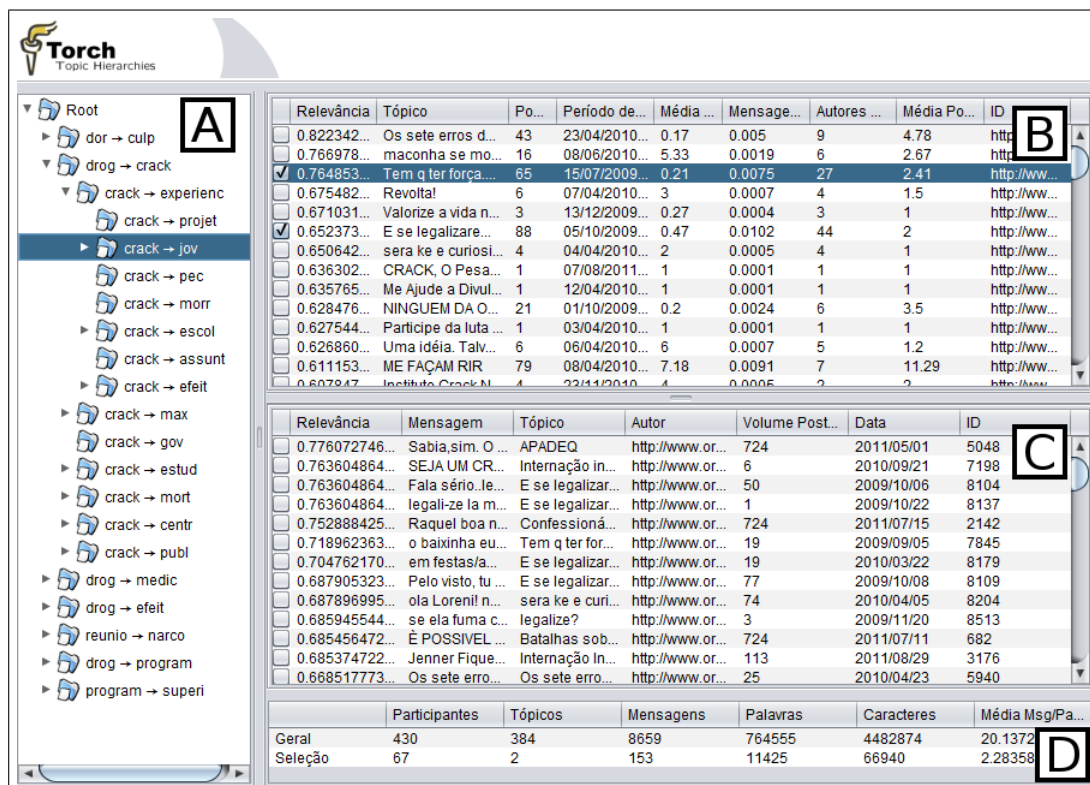 Torch
Topic Hierarchies
A
Root
dor → culp
drog → crack
crack → experienc
crack → projet
crack → jov
crack → pec
crack → morr
crack → escol
crack → assunt
crack → efeit
crack → max
crack → gov
crack → estud
crack → mort
crack → centr
crack → publ
drog → medic
drog → efeit
reunio → narco
drog → program
program → superi
B
Relevância Tópico Po... Período de... Média ... Mensage... Autores ... Média Po... ID
0.822342... Os sete erros d... 43 23/04/2010... 0.17 0.005 9 4.78 http
0.766978... maconha se mo... 16 08/06/2010... 5.33 0.0019 6 2.67 http
0.764853... Tem q ter força.... 65 15/07/2009... 0.21 0.0075 27 2.41 http://ww...
0.675482... Revolta! 6 07/04/2010... 3 0.0007 4 1.5 http://ww...
0.671031... Valorize a vida n... 3 13/12/2009... 0.27 0.0004 3 1 http://ww...
0.652373... E se legalizare... 88 05/10/2009... 0.47 0.0102 44 2 http://ww...
0.650642... sera ke e curiosi... 4 04/04/2010... 2 0.0005 4 1 http://ww...
0.636302... CRACK, O Pesa... 1 07/08/2011... 1 0.0001 1 1 http://ww...
0.635765... Me Ajude a Divul... 1 12/04/2010... 1 0.0001 1 1 http://ww...
0.628476... NINGUEM DA O... 21 01/10/2009... 0.2 0.0024 6 3.5 http://ww...
0.627544... Participe da luta ... 1 03/04/2010... 1 0.0001 1 1 http://ww...
0.626860... Uma idéia. Talv... 6 06/04/2010... 6 0.0007 5 1.2 http://ww...
0.611153... ME FAÇAM RIR 79 08/04/2010... 7.18 0.0091 7 11.29 http://ww...
0.607847... Instituto Crack N... 4 23/11/2010... 4 0.0005 2 2 http://ww...
C
Relevância Mensagem Tópico Autor Volume Post... Data ID
0.776072746... Sabia,sim. O ... APADEQ http://www.or... 724 2011/05/01 5048
0.763604864... SEJA UM CR... Internação in... http://www.or... 6 2010/09/21 7198
0.763604864... Fala sério..le... E se legalizar... http://www.or... 50 2009/10/06 8104
0.763604864... legali-ze la m... E se legalizar... http://www.or... 1 2009/10/22 8137
0.752888425... Raquel boa n... Confessioná... http://www.or... 724 2011/07/15 2142
0.718962363... o baixinha eu... Tem q ter for... http://www.or... 19 2009/09/05 7845
0.704762170... em festas/a... E se legalizar... http://www.or... 19 2010/03/22 8179
0.687905323... Pelo visto, tu ... E se legalizar... http://www.or... 77 2009/10/08 8109
0.687896995... ola Loreni! n... sera ke e curi... http://www.or... 74 2010/04/05 8204
0.685945544... se ela fuma c... legalize? http://www.or... 3 2009/11/20 8513
0.685456472... È POSSIVEL ... Batalhas sob... http://www.or... 724 2011/07/11 682
0.685374722... Jenner Fique... Internação In... http://www.or... 113 2011/08/29 3176
0.668517773... Os sete erro... Os sete erro... http://www.or... 25 2010/04/23 5940
Participantes Tópicos Mensagens Palavras Caracteres Média Msg/Pa...
Geral 430 384 8659 764555 4482874 20.1372
Seleção 67 2 153 11425 66940 2.28358
D